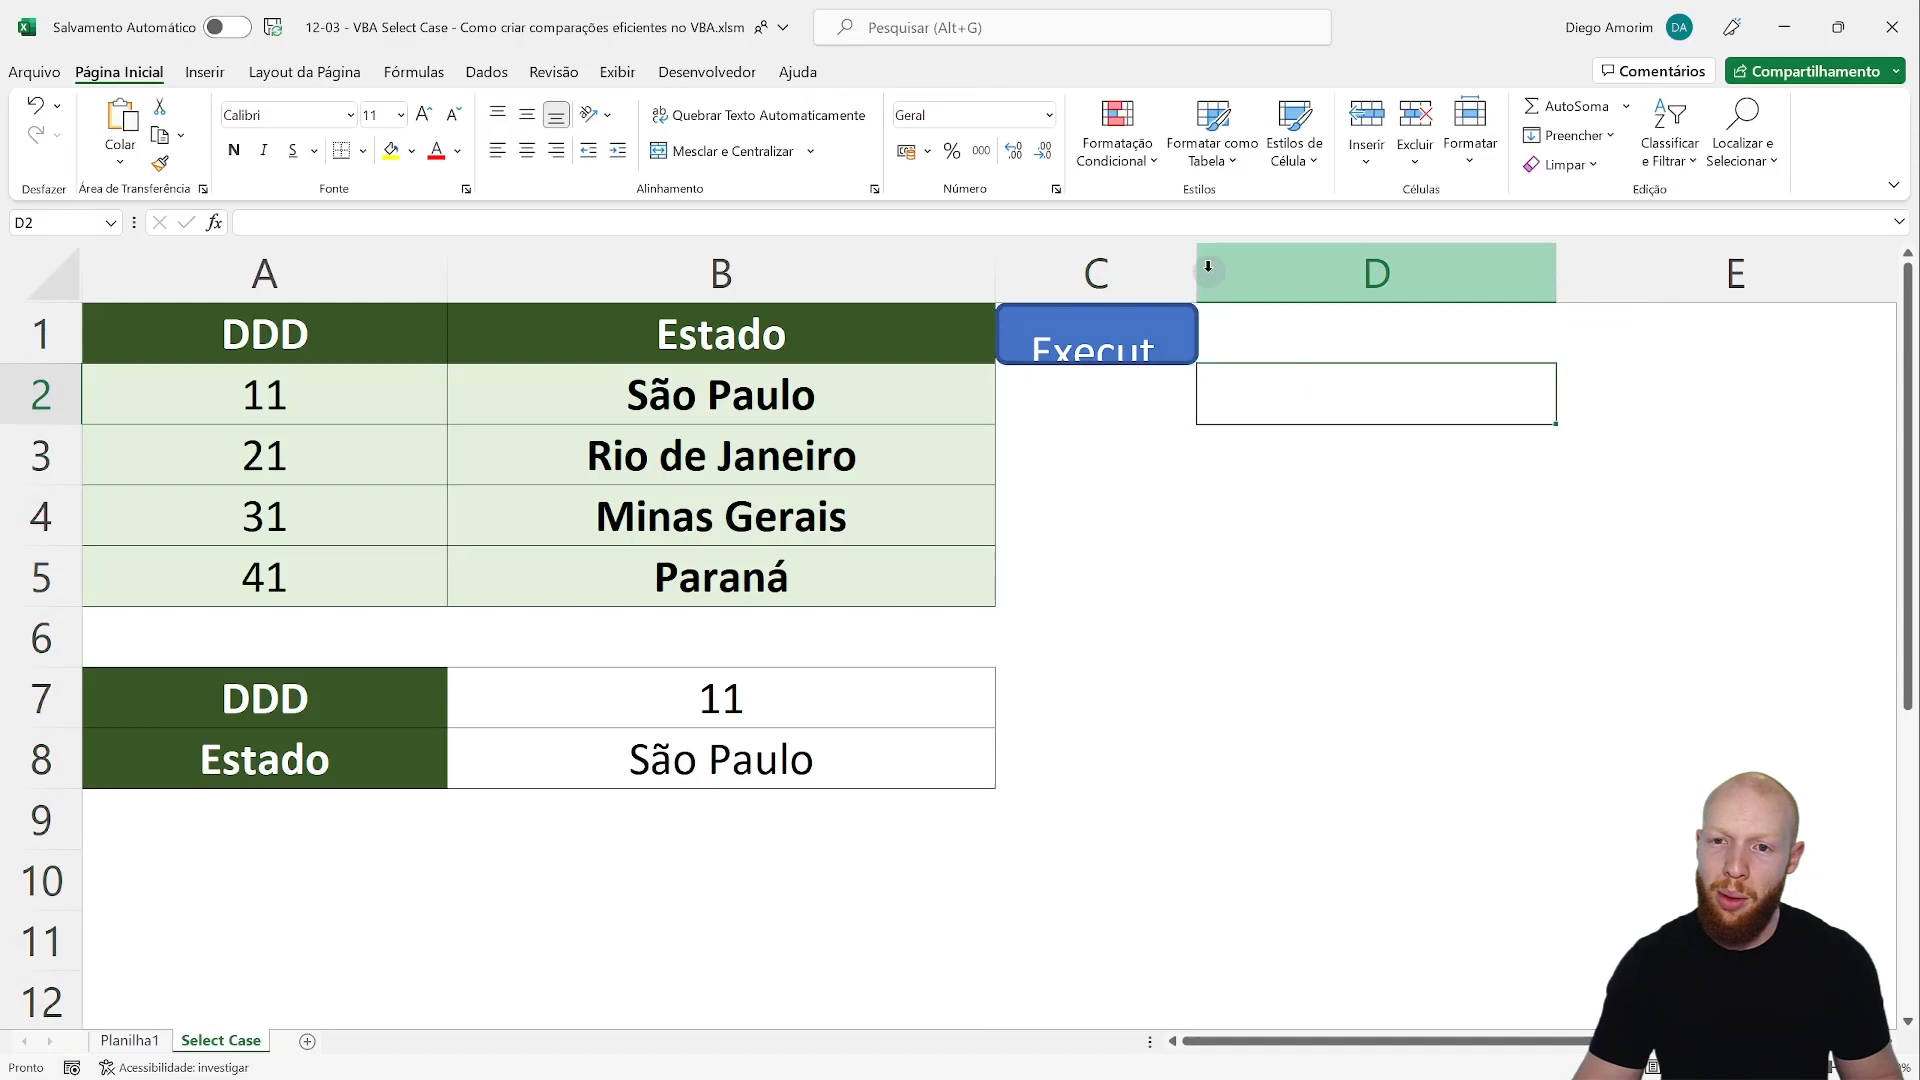 Salvamento Automático
12-03 - VBA Select Case - Como criar comparações eficientes no VBA.xlsm
Pesquisar (Alt+G)
Diego Amorim DA
Arquivo Página Inicial Inserir Layout da Página Fórmulas Dados Revisão Exibir Desenvolvedor Ajuda
Comentários Compartilhamento
Colar
Calibri 11
N I S
Quebrar Texto Automaticamente
Mesclar e Centralizar
Geral
% 000
Formatação Condicional
Formatar como Tabela
Estilos de Célula
Inserir Excluir Formatar
AutoSoma
Preencher
Limpar
Classificar e Filtrar
Localizar e Selecionar
Desfazer Área de Transferência Fonte Alinhamento Número Estilos Células Edição
D2 fx
A B C D E
1 DDD Estado Execut
2 11 São Paulo
3 21 Rio de Janeiro
4 31 Minas Gerais
5 41 Paraná
6
7 DDD 11
8 Estado São Paulo
9
10
11
12
Planilha1 Select Case
Pronto Acessibilidade: investigar